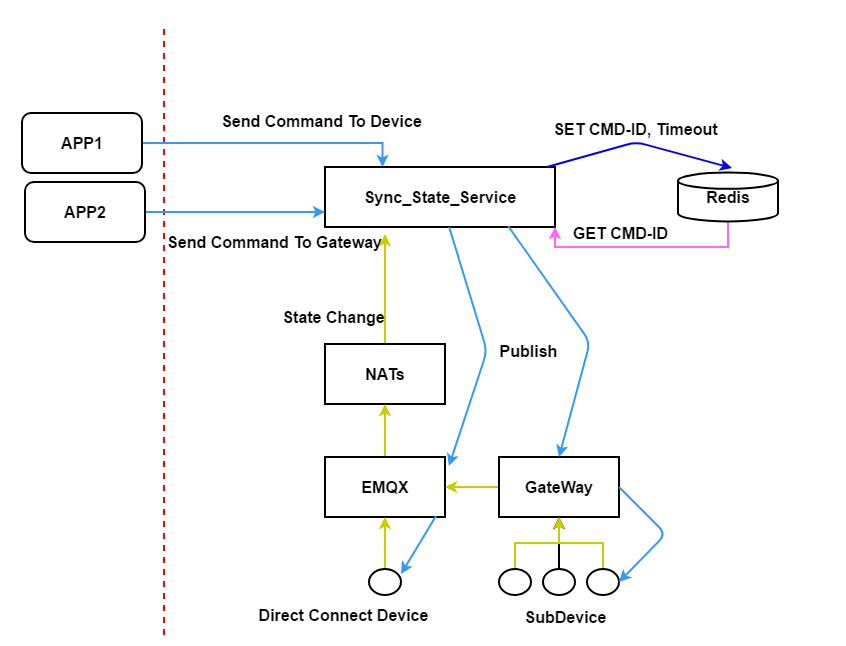 Send Command To Device
SET CMD-ID, Timeout
APP1
Sync_State_Service
Redis
APP2
GET CMD-ID
Send Command To Gateway
State Change
Publish
NATs
EMQX
GateWay
Direct Connect Device
SubDevice